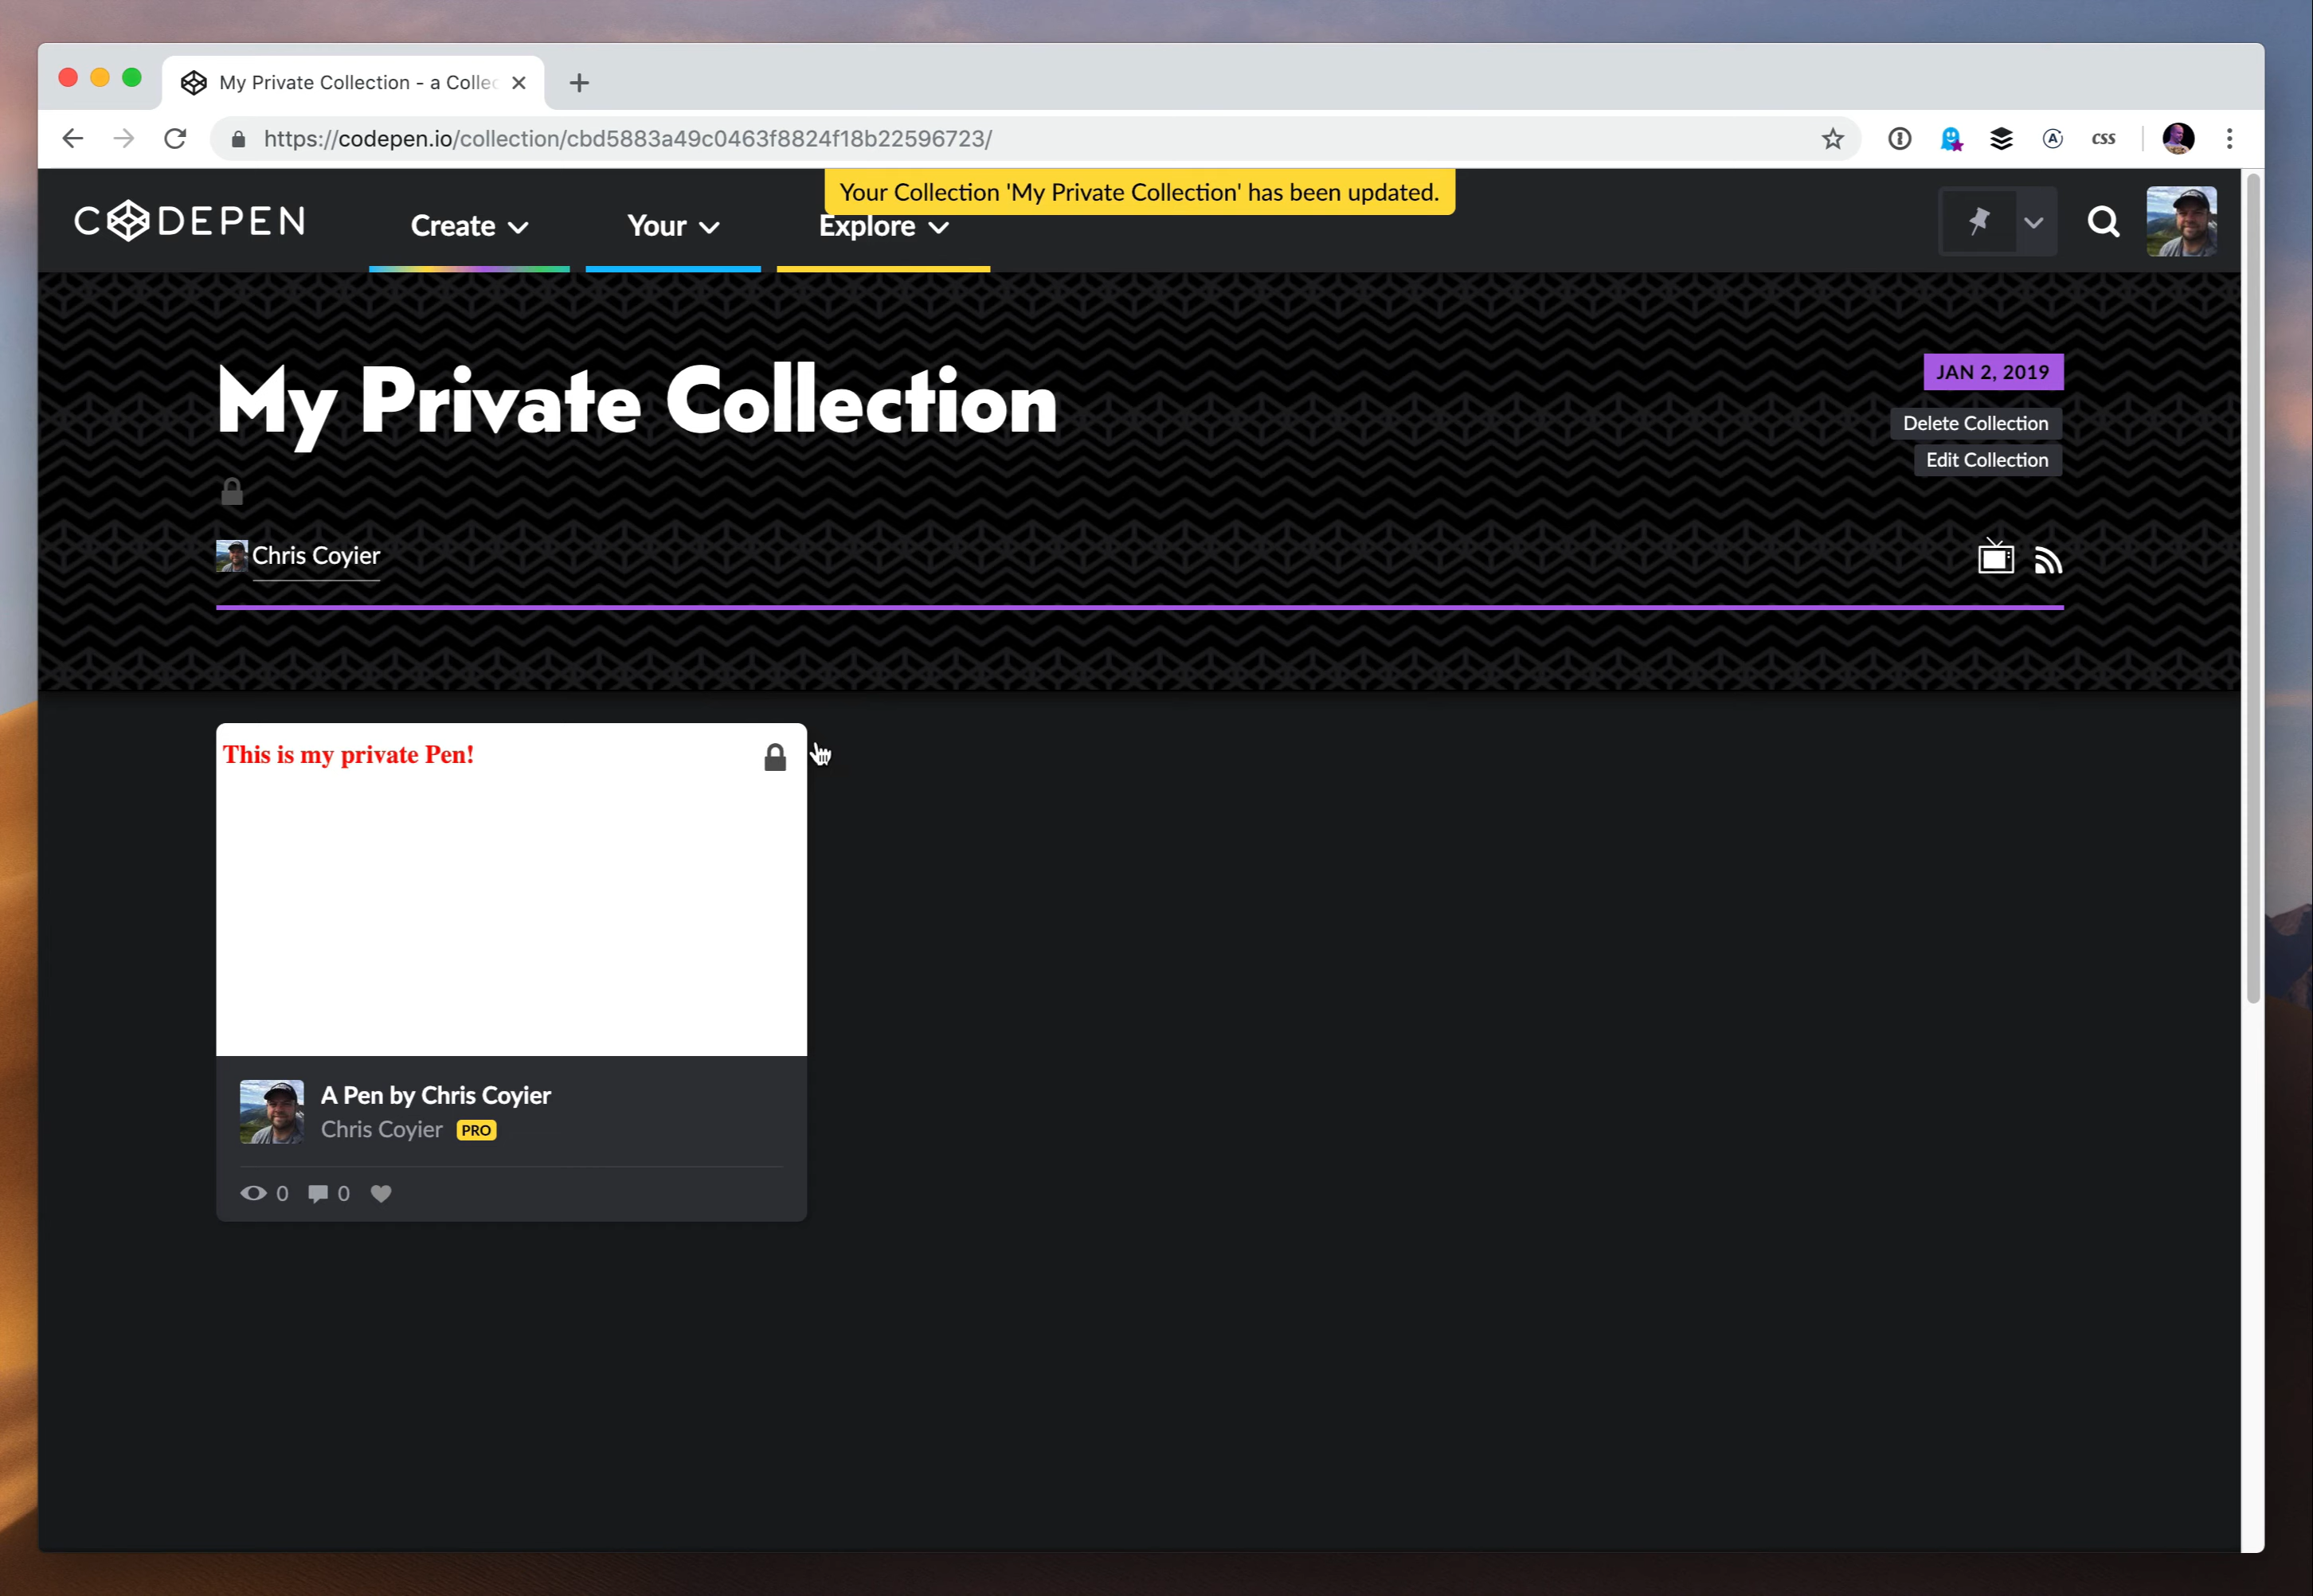 My Private Collection - a Collec
https://codepen.io/collection/cbd5883a49c0463f8824f18b22596723/
css
Your Collection 'My Private Collection' has been updated.
CODEPEN
Create
Your
Explore
My Private Collection
JAN 2, 2019
Delete Collection
Edit Collection
Chris Coyier
This is my private Pen!
A Pen by Chris Coyier
Chris Coyier PRO
0 0